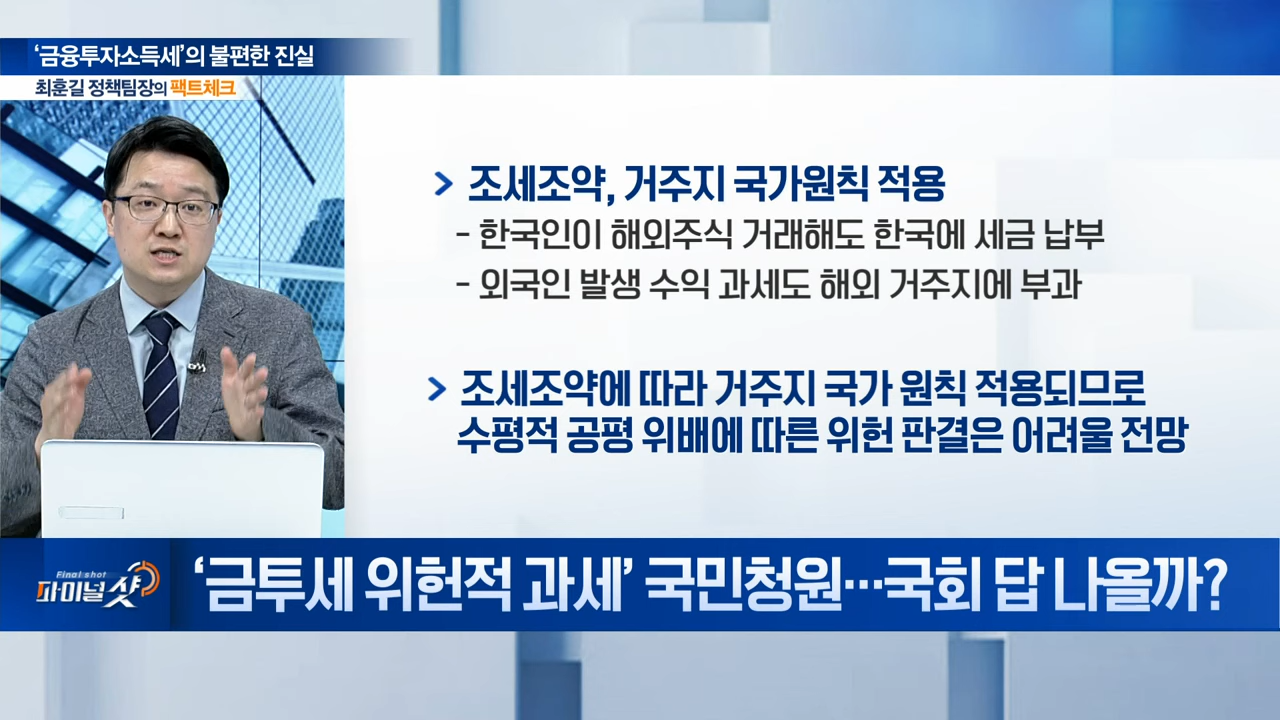 ‘금융투자소득세’의 불편한 진실
최훈길 정책팀장의 팩트체크
> 조세조약, 거주지 국가원칙 적용
- 한국인이 해외주식 거래해도 한국에 세금 납부
- 외국인 발생 수익 과세도 해외 거주지에 부과
> 조세조약에 따라 거주지 국가 원칙 적용되므로
수평적 공평 위배에 따른 위헌 판결은 어려울 전망
Final shot
파이널 샷
‘금투세 위헌적 과세’ 국민청원…국회 답 나올까?